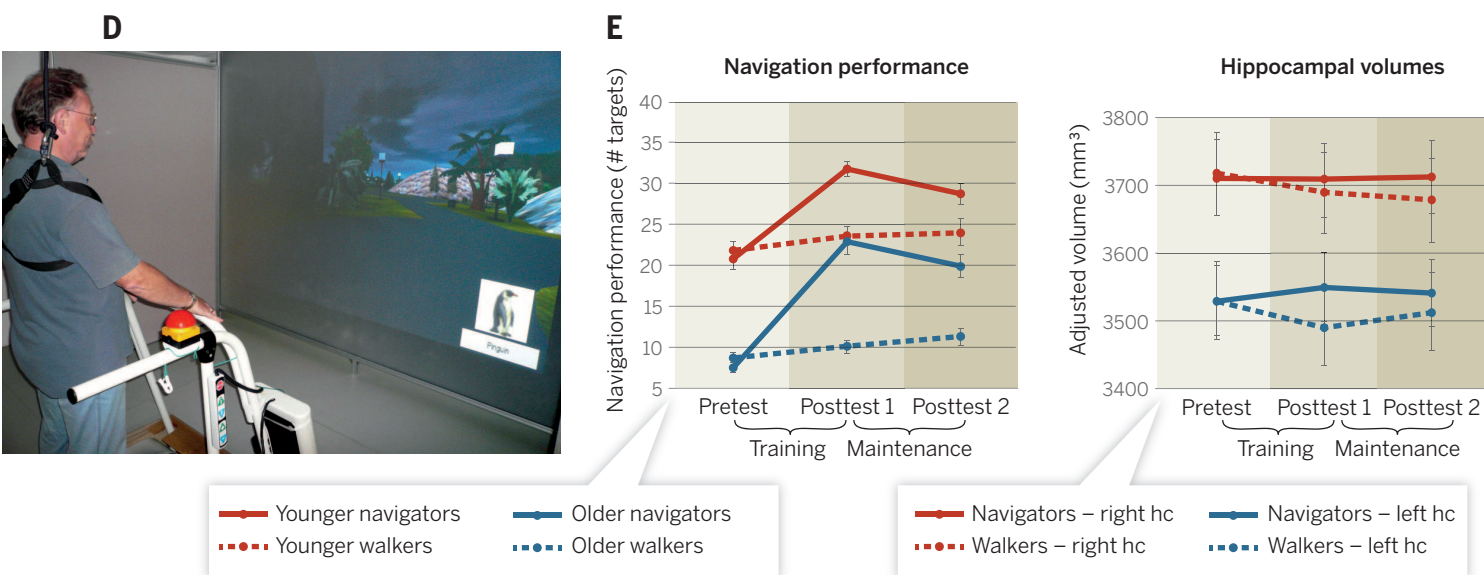 D
E
Navigation performance
Navigation performance (# targets)
40
35
30
25
20
15
10
5
Pretest Posttest 1 Posttest 2
Training Maintenance
Younger navigators Older navigators
Younger walkers Older walkers
Hippocampal volumes
Adjusted volume (mm³)
3800
3700
3600
3500
3400
Pretest Posttest 1 Posttest 2
Training Maintenance
Navigators – right hc Navigators – left hc
Walkers – right hc Walkers – left hc
Pinguin